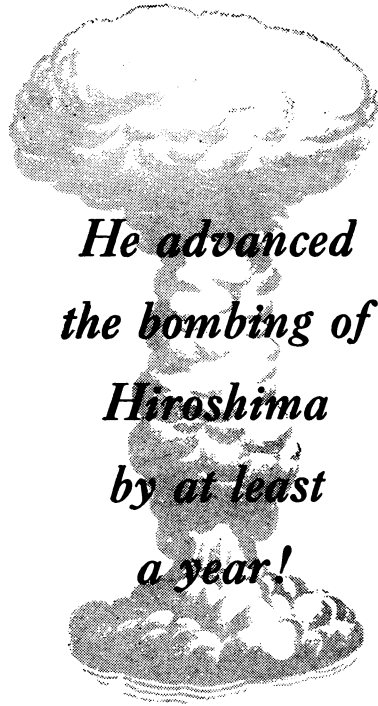 He advanced
the bombing of
Hiroshima
by at least
a year!